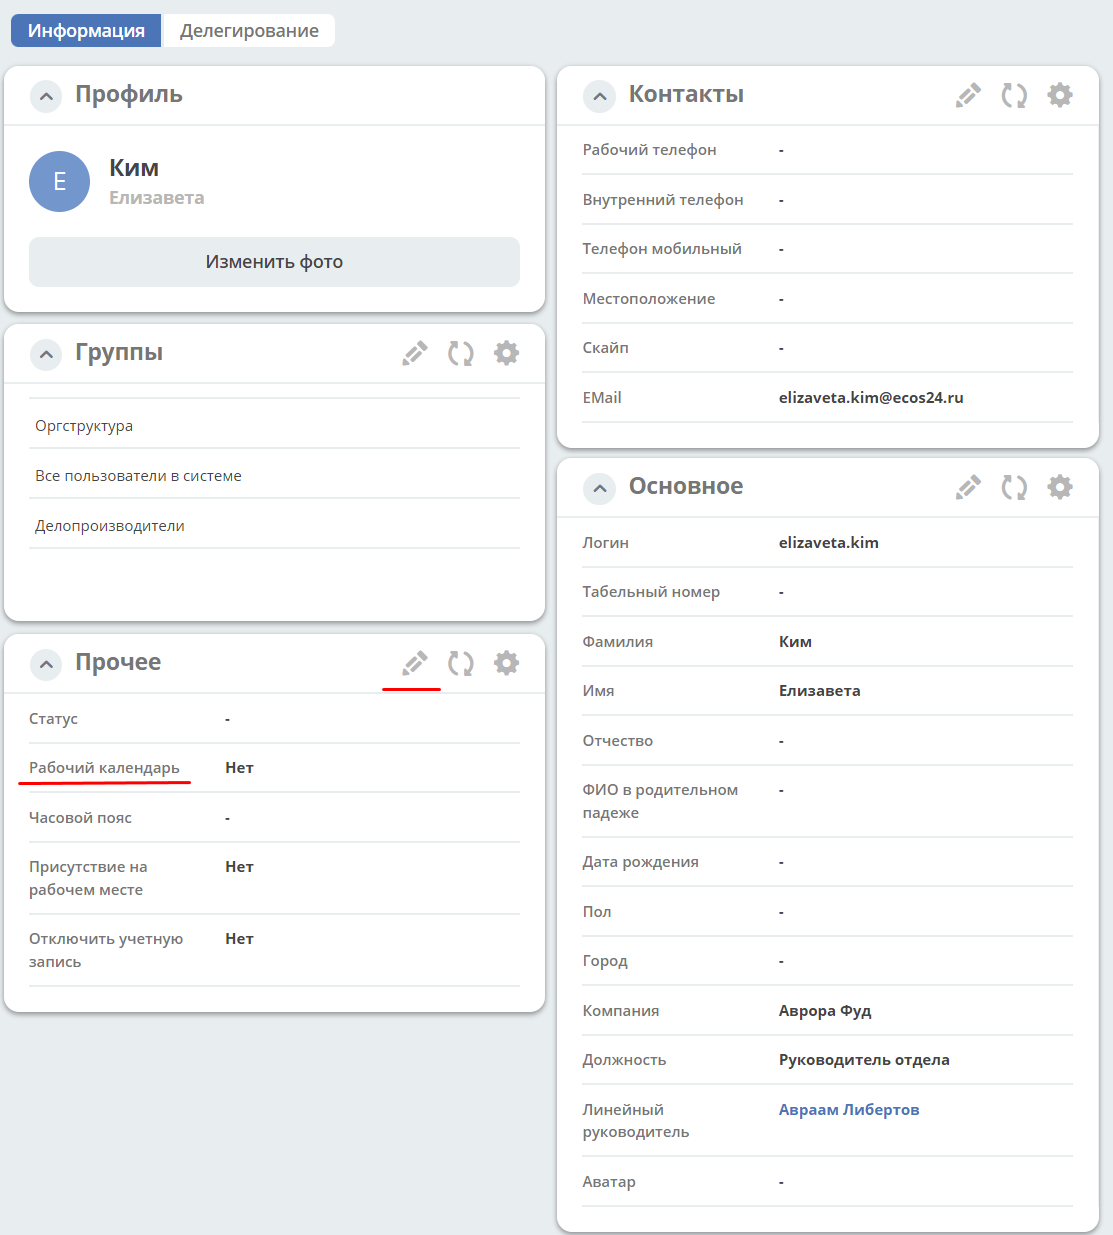 Информация
Делегирование
Профиль
E
Ким
Елизавета
Изменить фото
Группы
Оргструктура
Все пользователи в системе
Делопроизводители
Прочее
Статус -
Рабочий календарь Нет
Часовой пояс -
Присутствие на Нет
рабочем месте
Отключить учетную Нет
запись
Контакты
Рабочий телефон -
Внутренний телефон -
Телефон мобильный -
Местоположение -
Скайп -
EMail elizaveta.kim@ecos24.ru
Основное
Логин elizaveta.kim
Табельный номер -
Фамилия Ким
Имя Елизавета
Отчество -
ФИО в родительном -
падеже
Дата рождения -
Пол -
Город -
Компания Аврора Фуд
Должность Руководитель отдела
Линейный Авраам Либертов
руководитель
Аватар -